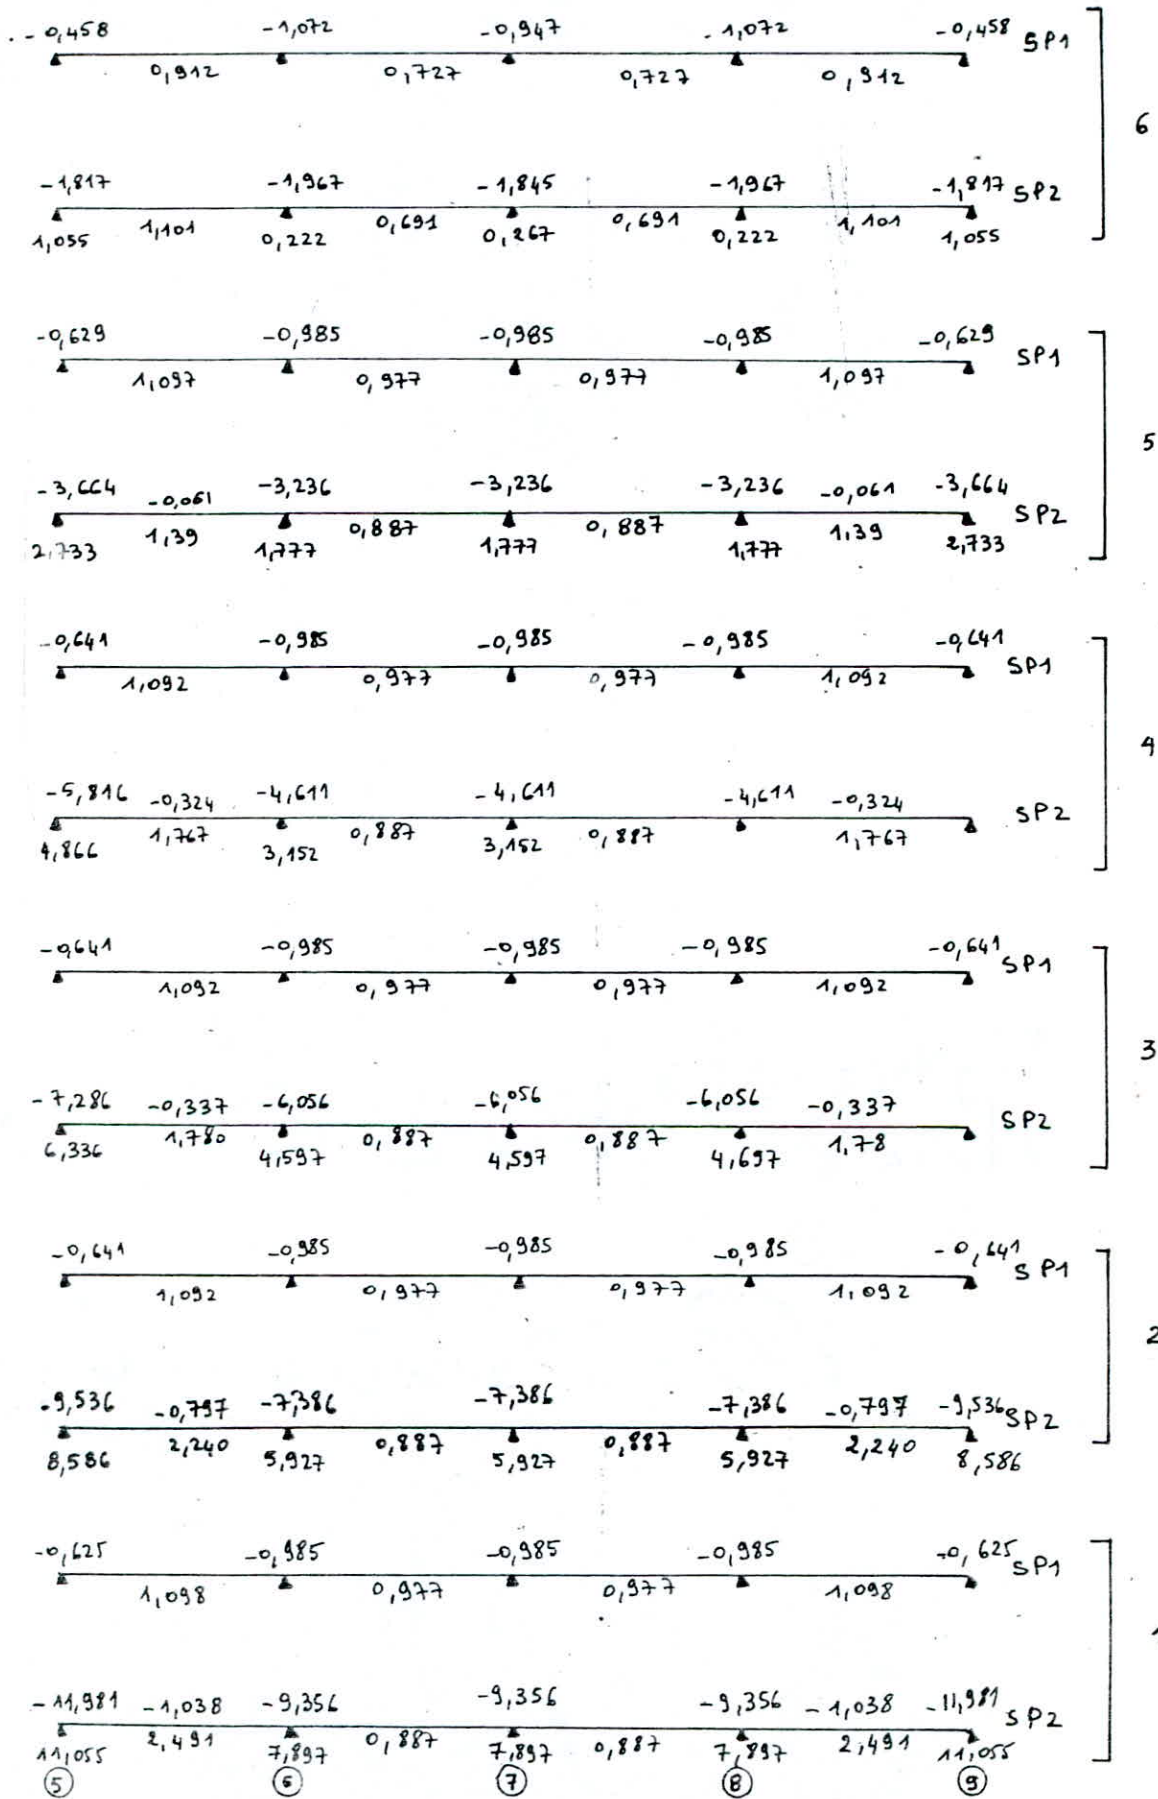 -0,458 -1,072 -0,947 -1,072 -0,458 SP1
0,912 0,727 0,727 0,912
6
-1,817 -1,967 -1,845 -1,967 -1,817 SP2
1,055 1,101 0,222 0,691 0,267 0,691 0,222 1,101 1,055
-0,629 -0,985 -0,985 -0,985 -0,629 SP1
1,097 0,977 0,977 1,097
5
-3,664 -0,061 -3,236 -3,236 -3,236 -0,061 -3,664 SP2
2,733 1,39 1,777 0,887 1,777 0,887 1,777 1,39 2,733
-0,641 -0,985 -0,985 -0,985 -0,641 SP1
1,092 0,977 0,977 1,092
4
-5,816 -0,324 -4,611 -4,611 -4,611 -0,324 SP2
4,866 1,767 3,152 0,887 3,152 0,887 1,767
-0,641 -0,985 -0,985 -0,985 -0,641 SP1
1,092 0,977 0,977 1,092
3
-7,286 -0,337 -6,056 -6,056 -6,056 -0,337 SP2
6,336 1,780 4,597 0,887 4,597 0,887 4,697 1,78
-0,641 -0,985 -0,985 -0,985 -0,641 SP1
1,092 0,977 0,977 1,092
2
-9,536 -0,797 -7,386 -7,386 -7,386 -0,797 -9,536 SP2
8,586 2,240 5,927 0,887 5,927 0,887 5,927 2,240 8,586
-0,625 -0,985 -0,985 -0,985 -0,625 SP1
1,098 0,977 0,977 1,098
1
-11,981 -1,038 -9,356 -9,356 -9,356 -1,038 -11,981 SP2
11,055 2,491 7,897 0,887 7,897 0,887 7,897 2,491 11,055
5 6 7 8 9